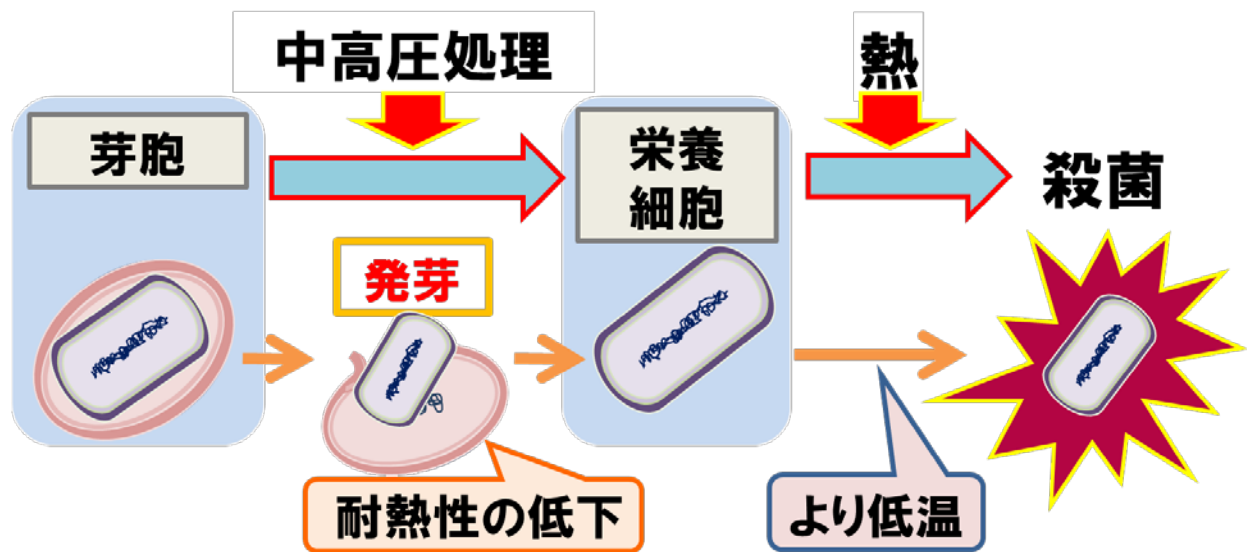 中高圧処理
熱
芽胞
栄養
細胞
殺菌
発芽
耐熱性の低下
より低温